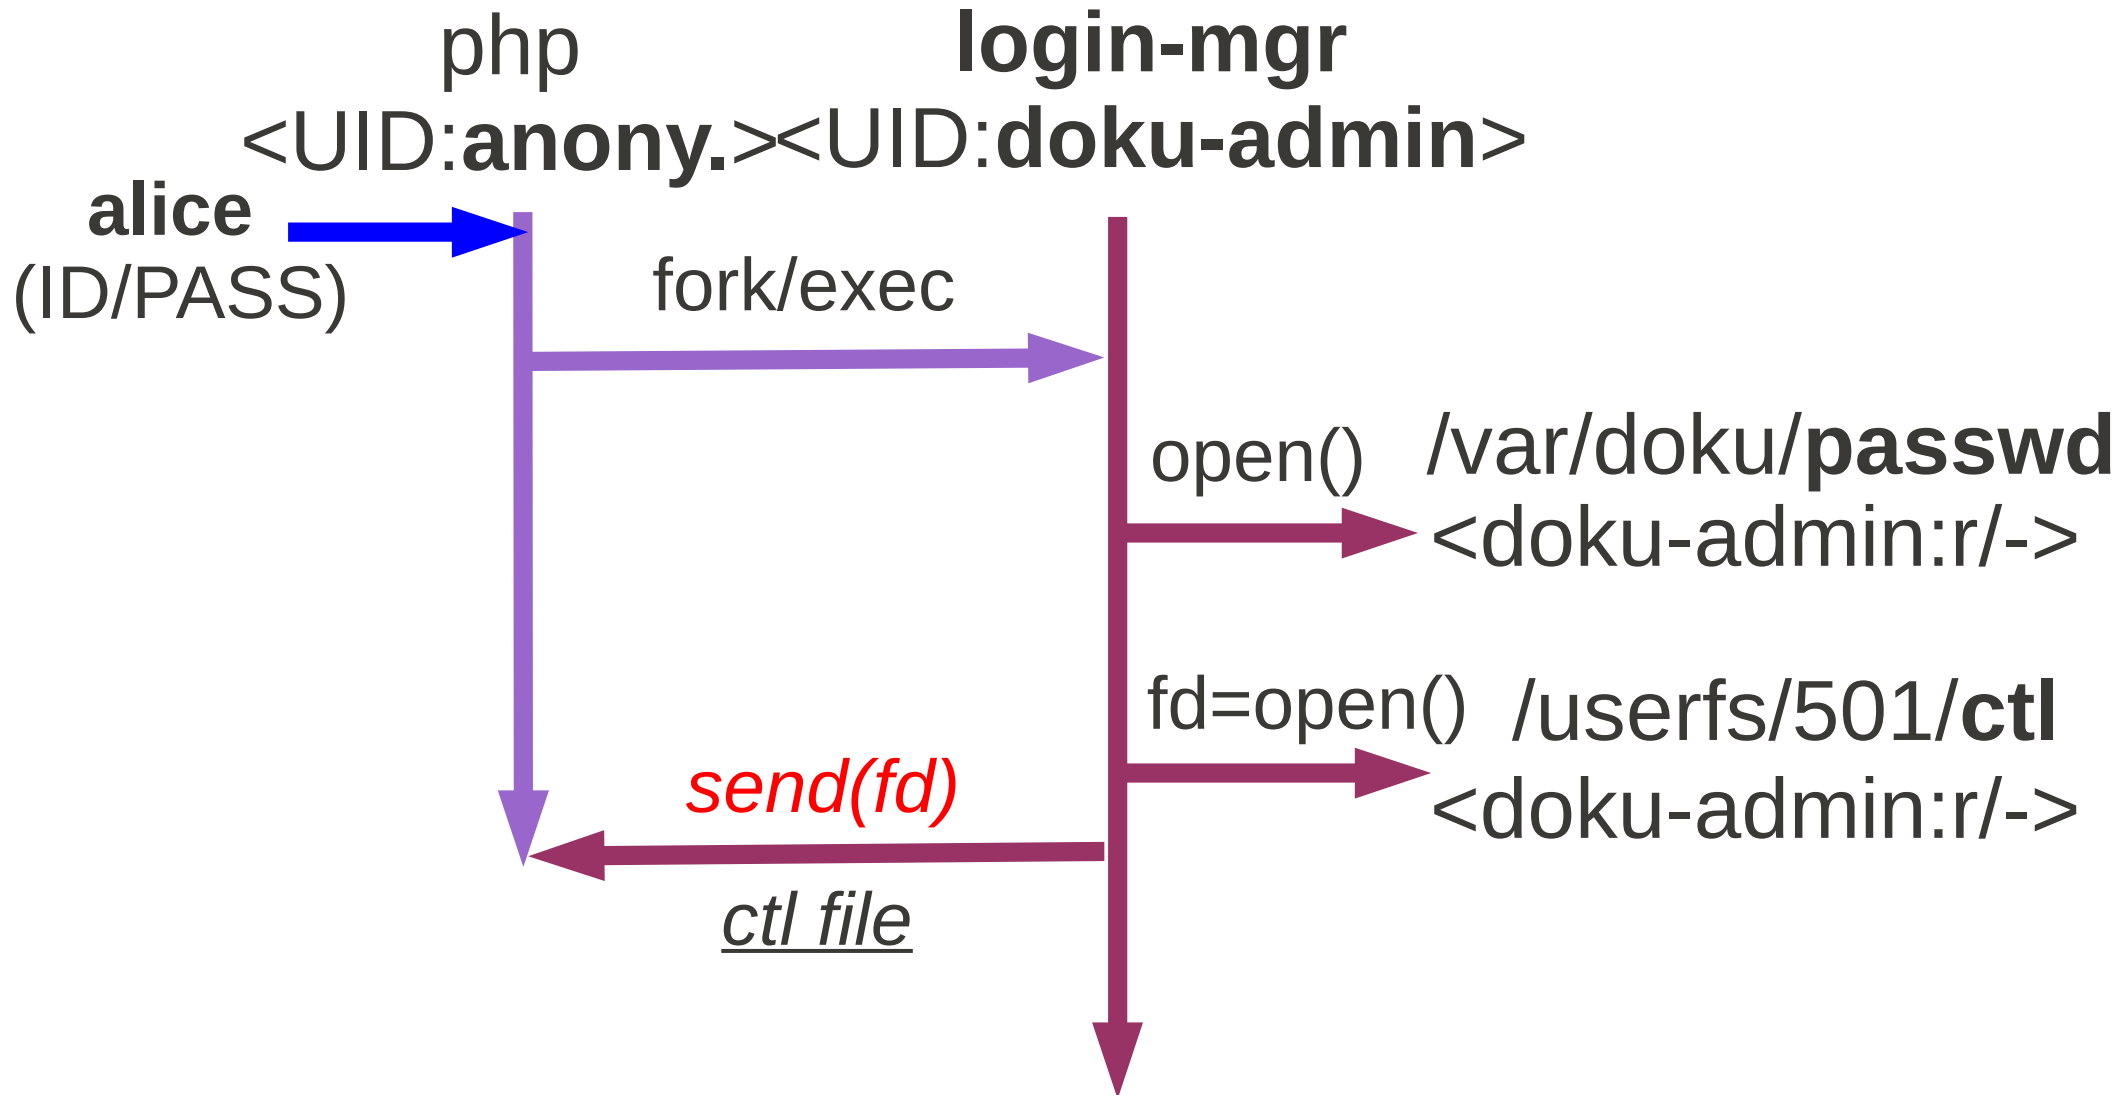 php
<UID:anony.>
login-mgr
<UID:doku-admin>
alice
(ID/PASS)
fork/exec
open()
/var/doku/passwd
<doku-admin:r/->
fd=open()
/userfs/501/ctl
<doku-admin:r/->
send(fd)
ctl file